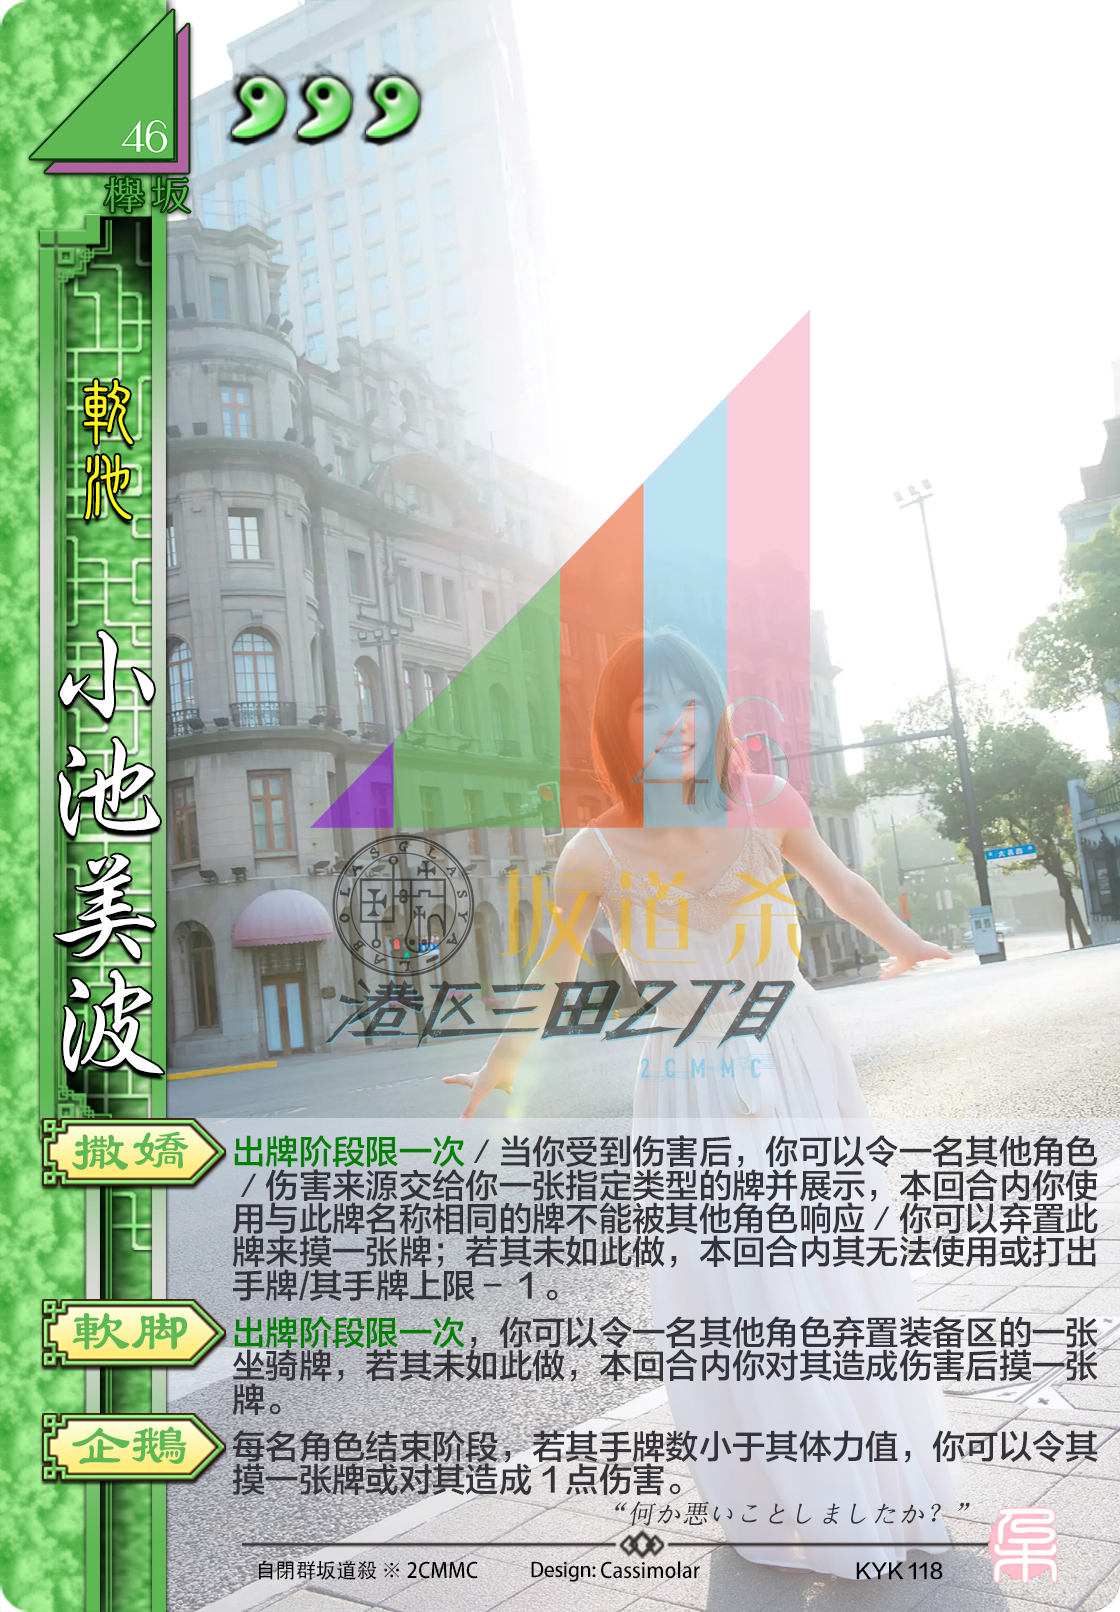 46
欅坂
軟池
小池美波
46
GLASYALABOLAS
坂道杀
港区三田2丁目
2CMMC
大名路
撒嬌
出牌阶段限一次／当你受到伤害后，你可以令一名其他角色
／伤害来源交给你一张指定类型的牌并展示，本回合内你使
用与此牌名称相同的牌不能被其他角色响应／你可以弃置此
牌来摸一张牌；若其未如此做，本回合内其无法使用或打出
手牌/其手牌上限－１。
軟脚
出牌阶段限一次，你可以令一名其他角色弃置装备区的一张
坐骑牌，若其未如此做，本回合内你对其造成伤害后摸一张
牌。
企鵝
每名角色结束阶段，若其手牌数小于其体力值，你可以令其
摸一张牌或对其造成１点伤害。
“何か悪いことしましたか？”
自閉群坂道殺 ※ 2CMMC Design: Cassimolar KYK 118